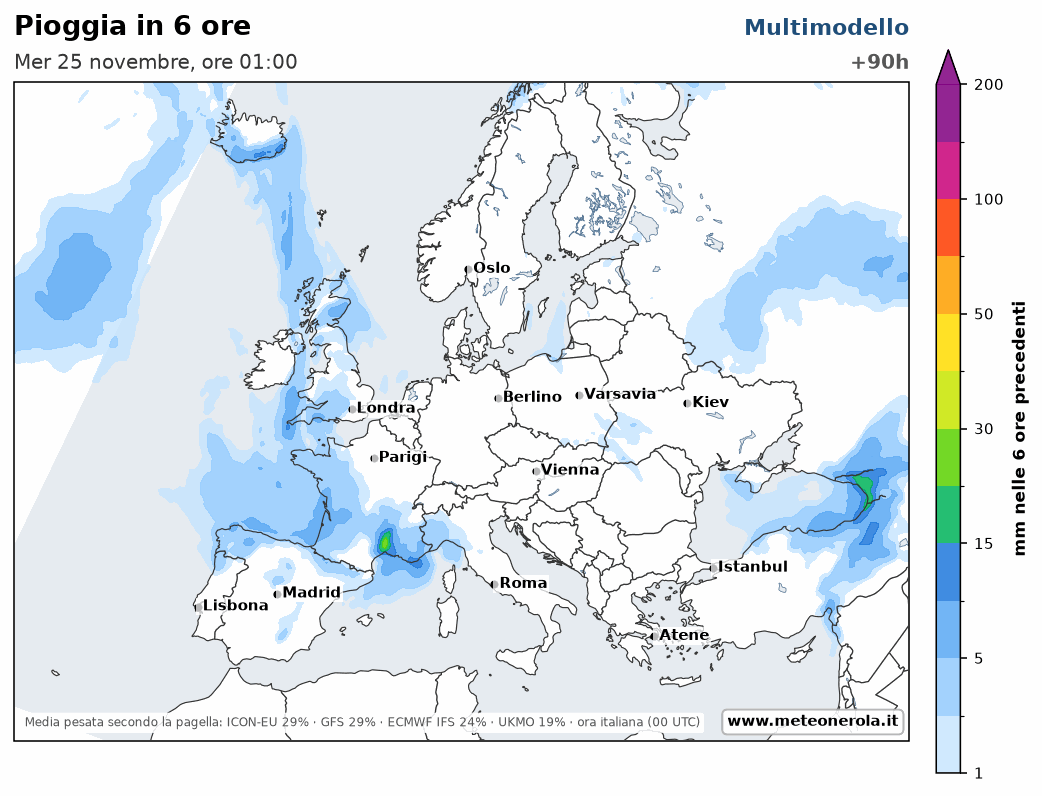 Pioggia in 6 ore
Multimodello
Mer 25 novembre, ore 01:00
+90h
200
100
50
30
15
5
1
mm nelle 6 ore precedenti
Oslo
Berlino
Varsavia
Kiev
Londra
Parigi
Vienna
Istanbul
Roma
Madrid
Lisbona
Atene
Media pesata secondo la pagella: ICON-EU 29% · GFS 29% · ECMWF IFS 24% · UKMO 19% · ora italiana (00 UTC)
www.meteonerola.it